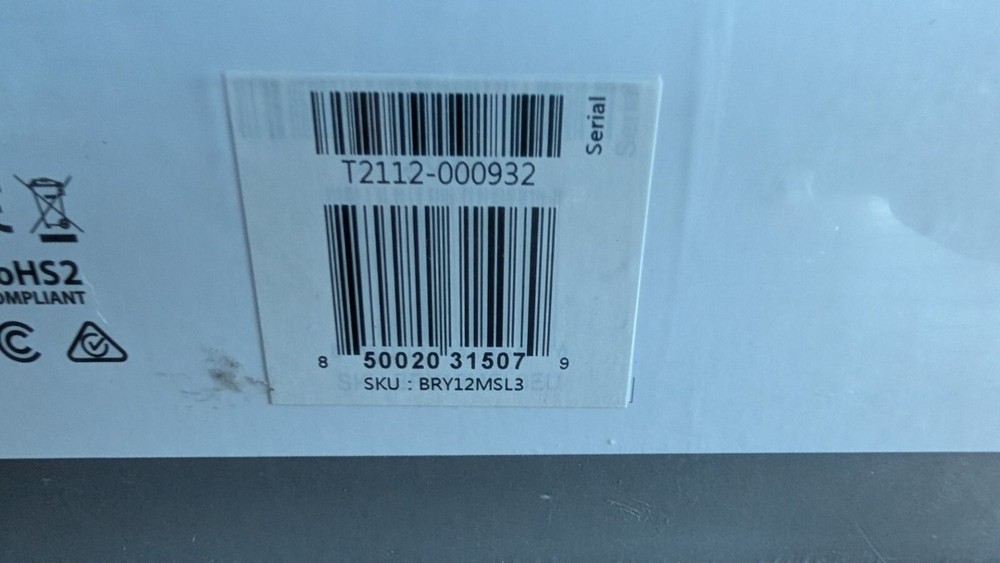 Serial
T2112-000932
8 50020 31507 9
SKU : BRY12MSL3
oHS2
OMPLIANT